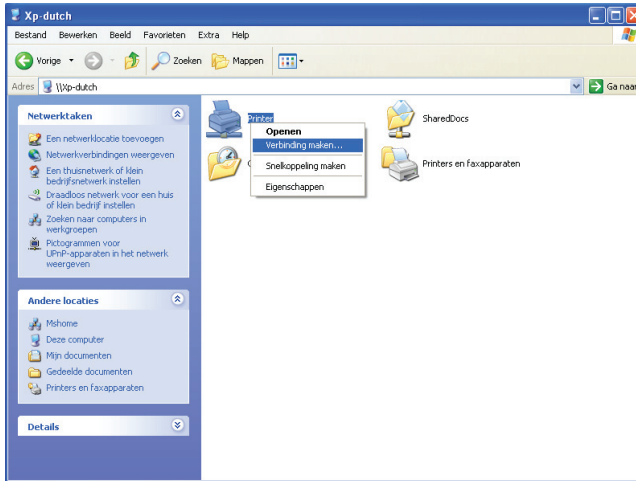 Xp-dutch
Bestand Bewerken Beeld Favorieten Extra Help
Vorige Zoeken Mappen
Adres \\Xp-dutch Ga naar
Netwerktaken
Een netwerklocatie toevoegen
Netwerkverbindingen weergeven
Een thuisnetwerk of klein
bedrijfsnetwerk instellen
Draadloos netwerk voor een huis
of klein bedrijf instellen
Zoeken naar computers in
werkgroepen
Pictogrammen voor
UPnP-apparaten in het netwerk
weergeven
Andere locaties
Mshome
Deze computer
Mijn documenten
Gedeelde documenten
Printers en faxapparaten
Details
Printer
SharedDocs
Openen
Verbinding maken...
Snelkoppeling maken
Eigenschappen
Printers en faxapparaten